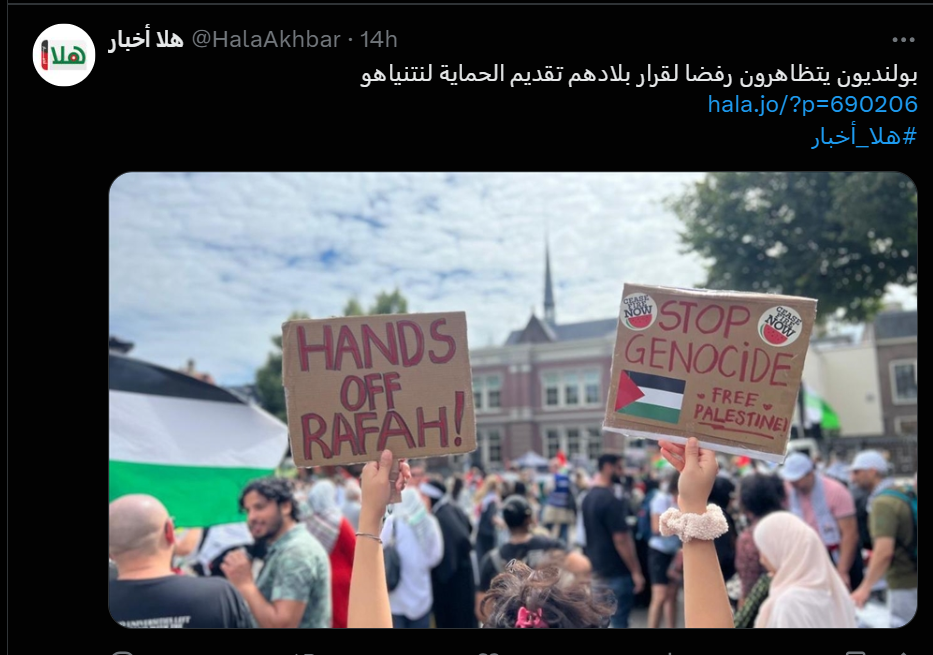 هلا أخبار @HalaAkhbar · 14h
بولنديون يتظاهرون رفضا لقرار بلادهم تقديم الحماية لنتنياهو
hala.jo/?p=690206
#هلا_أخبار
هلا
HANDS
OFF
RAFAH!
CEASE
FIRE
NOW
STOP
CEASE
FIRE
NOW
GENOCIDE
FREE
PALESTINE!